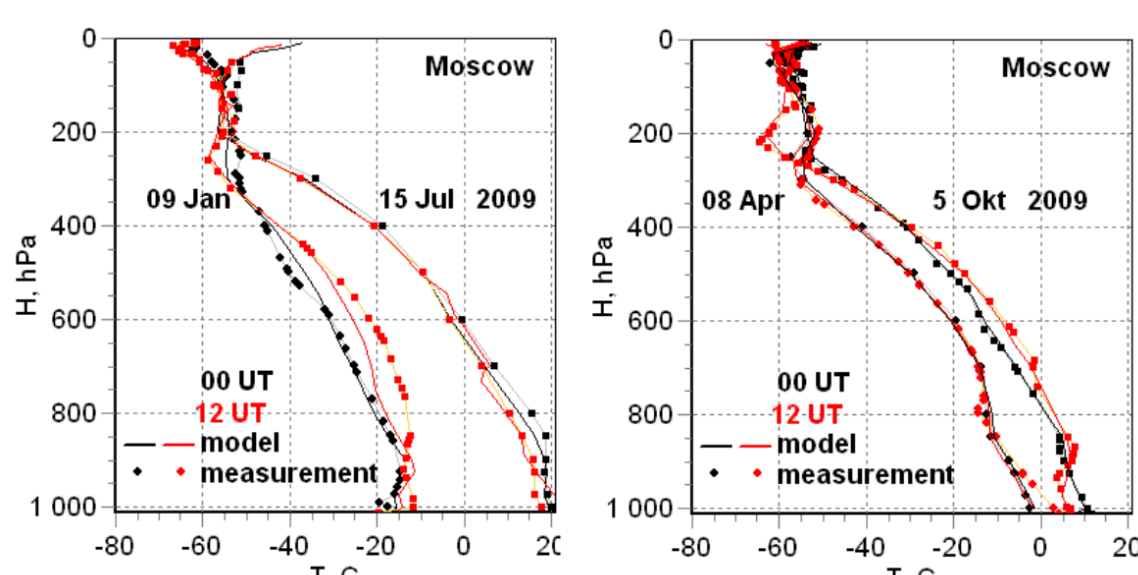 Moscow
09 Jan 15 Jul 2009
00 UT
12 UT
model
measurement
H, hPa
0
200
400
600
800
1 000
-80 -60 -40 -20 0
Moscow
08 Apr 5 Okt 2009
00 UT
12 UT
model
measurement
H, hPa
0
200
400
600
800
1 000
-80 -60 -40 -20 0 20